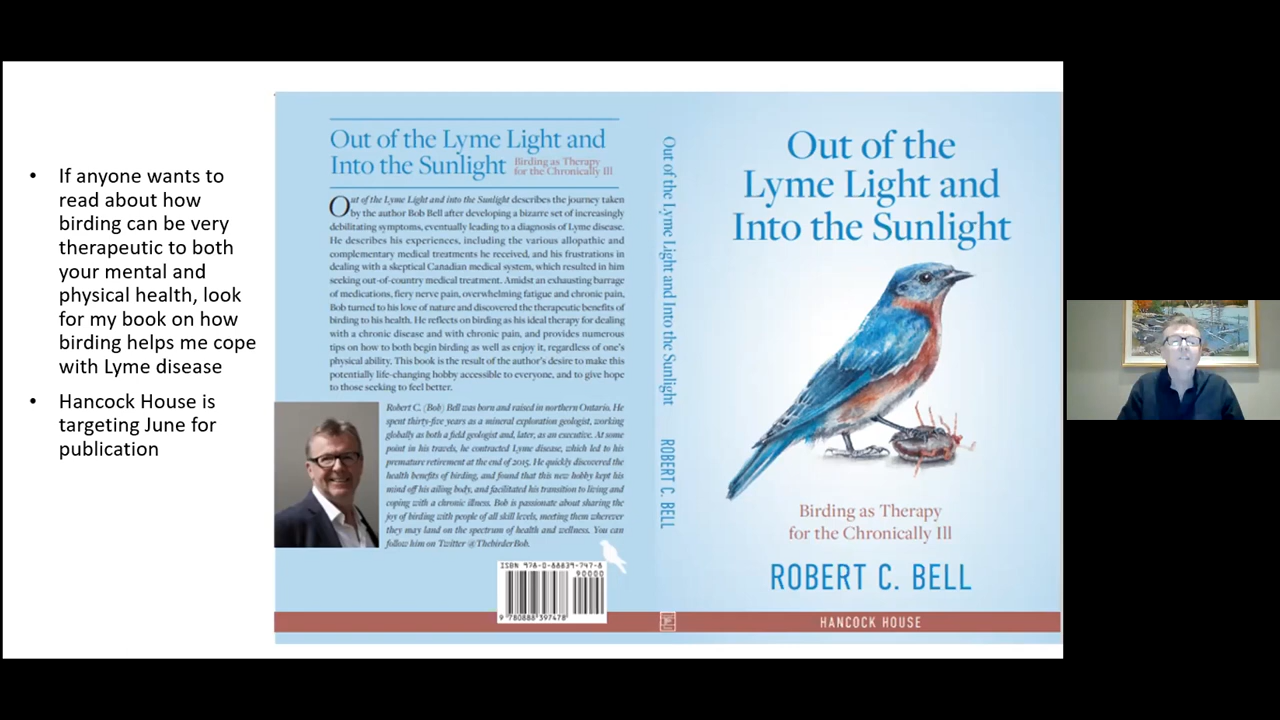 • If anyone wants to
read about how
birding can be very
therapeutic to both
your mental and
physical health, look
for my book on how
birding helps me cope
with Lyme disease
• Hancock House is
targeting June for
publication
Out of the Lyme Light and
Into the Sunlight Birding as Therapy
for the Chronically Ill
Out of the Lyme Light and into the Sunlight describes the journey taken
by the author Bob Bell after developing a bizarre set of increasingly
debilitating symptoms, eventually leading to a diagnosis of Lyme disease.
He describes his experiences, including the various allopathic and
complementary medical treatments he received, and his frustrations in
dealing with a skeptical Canadian medical system, which resulted in him
seeking out-of-country medical treatment. Amidst an exhausting barrage
of medications, fiery nerve pain, overwhelming fatigue and chronic pain,
Bob turned to his love of nature and discovered the therapeutic benefits of
birding to his health. He reflects on birding as his ideal therapy for dealing
with a chronic disease and with chronic pain, and provides numerous
tips on how to both begin birding as well as enjoy it, regardless of one's
physical ability. This book is the result of the author's desire to make this
potentially life-changing hobby accessible to everyone, and to give hope
to those seeking to feel better.
Robert C. (Bob) Bell was born and raised in northern Ontario. He
spent thirty-five years as a mineral exploration geologist, working
globally as both a field geologist and, later, as an executive. At some
point in his travels, he contracted Lyme disease, which led to his
premature retirement at the end of 2015. He quickly discovered the
health benefits of birding, and found that this new hobby kept his
mind off his ailing body, and facilitated his transition to living and
coping with a chronic illness. Bob is passionate about sharing the
joy of birding with people of all skill levels, meeting them wherever
they may land on the spectrum of health and wellness. You can
follow him on Twitter @ThebirderBob.
ISBN 978-0-88839-747-8
90000
9 780888 397478
Out of the Lyme Light and Into the Sunlight
ROBERT C. BELL
Out of the
Lyme Light and
Into the Sunlight
Birding as Therapy
for the Chronically Ill
ROBERT C. BELL
HANCOCK HOUSE